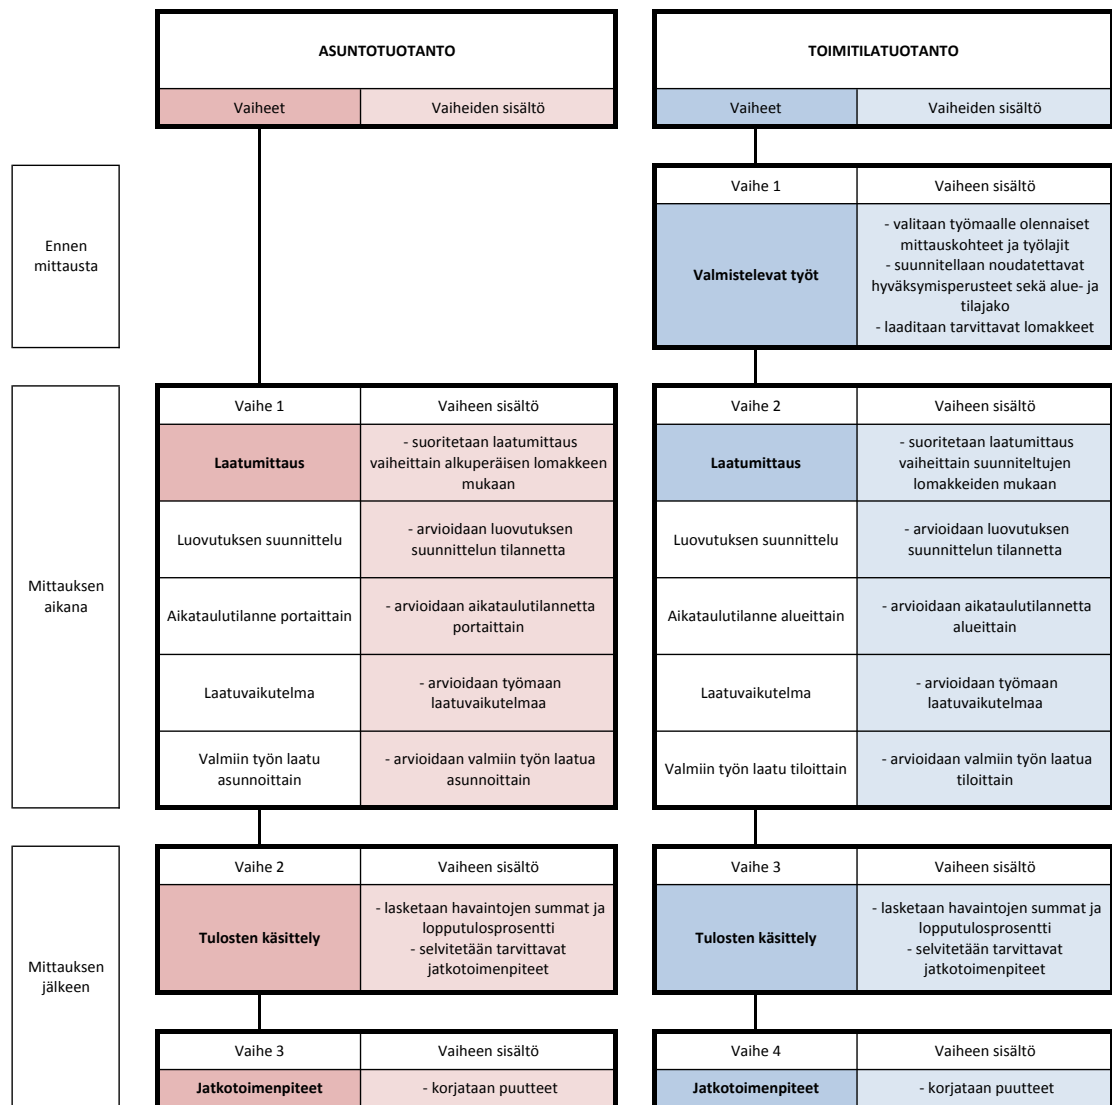 ASUNTOTUOTANTO
TOIMITILATUOTANTO
Vaiheet
Vaiheiden sisältö
Vaiheet
Vaiheiden sisältö
Ennen
mittausta
Vaihe 1
Vaiheen sisältö
Valmistelevat työt
- valitaan työmaalle olennaiset
mittauskohteet ja työlajit
- suunnitellaan noudatettavat
hyväksymisperusteet sekä alue- ja
tilajako
- laaditaan tarvittavat lomakkeet
Mittauksen
aikana
Vaihe 1
Vaiheen sisältö
Laatumittaus
- suoritetaan laatumittaus
vaiheittain alkuperäisen lomakkeen
mukaan
Luovutuksen suunnittelu
- arvioidaan luovutuksen
suunnittelun tilannetta
Aikataulutilanne portaittain
- arvioidaan aikataulutilannetta
portaittain
Laatuvaikutelma
- arvioidaan työmaan
laatuvaikutelmaa
Valmiin työn laatu
asunnoittain
- arvioidaan valmiin työn laatua
asunnoittain
Vaihe 2
Vaiheen sisältö
Laatumittaus
- suoritetaan laatumittaus
vaiheittain suunniteltujen
lomakkeiden mukaan
Luovutuksen suunnittelu
- arvioidaan luovutuksen
suunnittelun tilannetta
Aikataulutilanne alueittain
- arvioidaan aikataulutilannetta
alueittain
Laatuvaikutelma
- arvioidaan työmaan
laatuvaikutelmaa
Valmiin työn laatu tiloittain
- arvioidaan valmiin työn laatua
tiloittain
Mittauksen
jälkeen
Vaihe 2
Vaiheen sisältö
Tulosten käsittely
- lasketaan havaintojen summat ja
lopputulosprosentti
- selvitetään tarvittavat
jatkotoimenpiteet
Vaihe 3
Vaiheen sisältö
Tulosten käsittely
- lasketaan havaintojen summat ja
lopputulosprosentti
- selvitetään tarvittavat
jatkotoimenpiteet
Vaihe 3
Vaiheen sisältö
Jatkotoimenpiteet
- korjataan puutteet
Vaihe 4
Vaiheen sisältö
Jatkotoimenpiteet
- korjataan puutteet